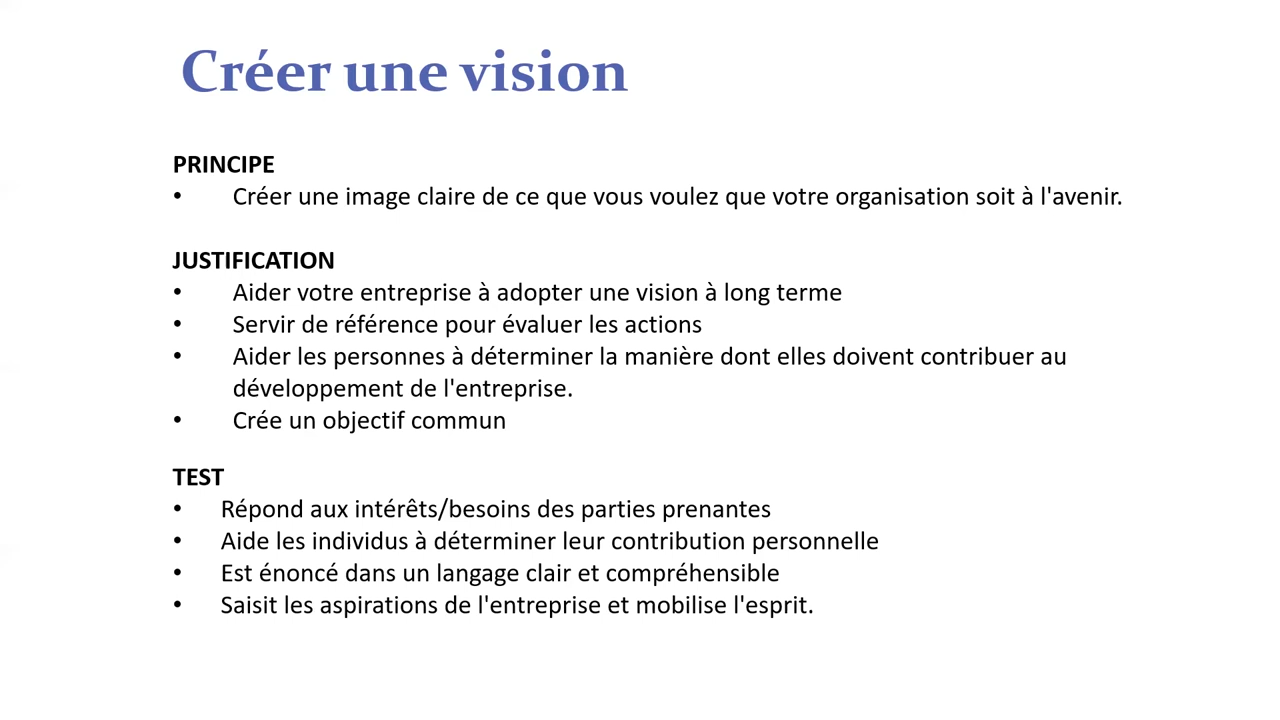 Créer une vision
PRINCIPE
• Créer une image claire de ce que vous voulez que votre organisation soit à l'avenir.
JUSTIFICATION
• Aider votre entreprise à adopter une vision à long terme
• Servir de référence pour évaluer les actions
• Aider les personnes à déterminer la manière dont elles doivent contribuer au
développement de l'entreprise.
• Crée un objectif commun
TEST
• Répond aux intérêts/besoins des parties prenantes
• Aide les individus à déterminer leur contribution personnelle
• Est énoncé dans un langage clair et compréhensible
• Saisit les aspirations de l'entreprise et mobilise l'esprit.